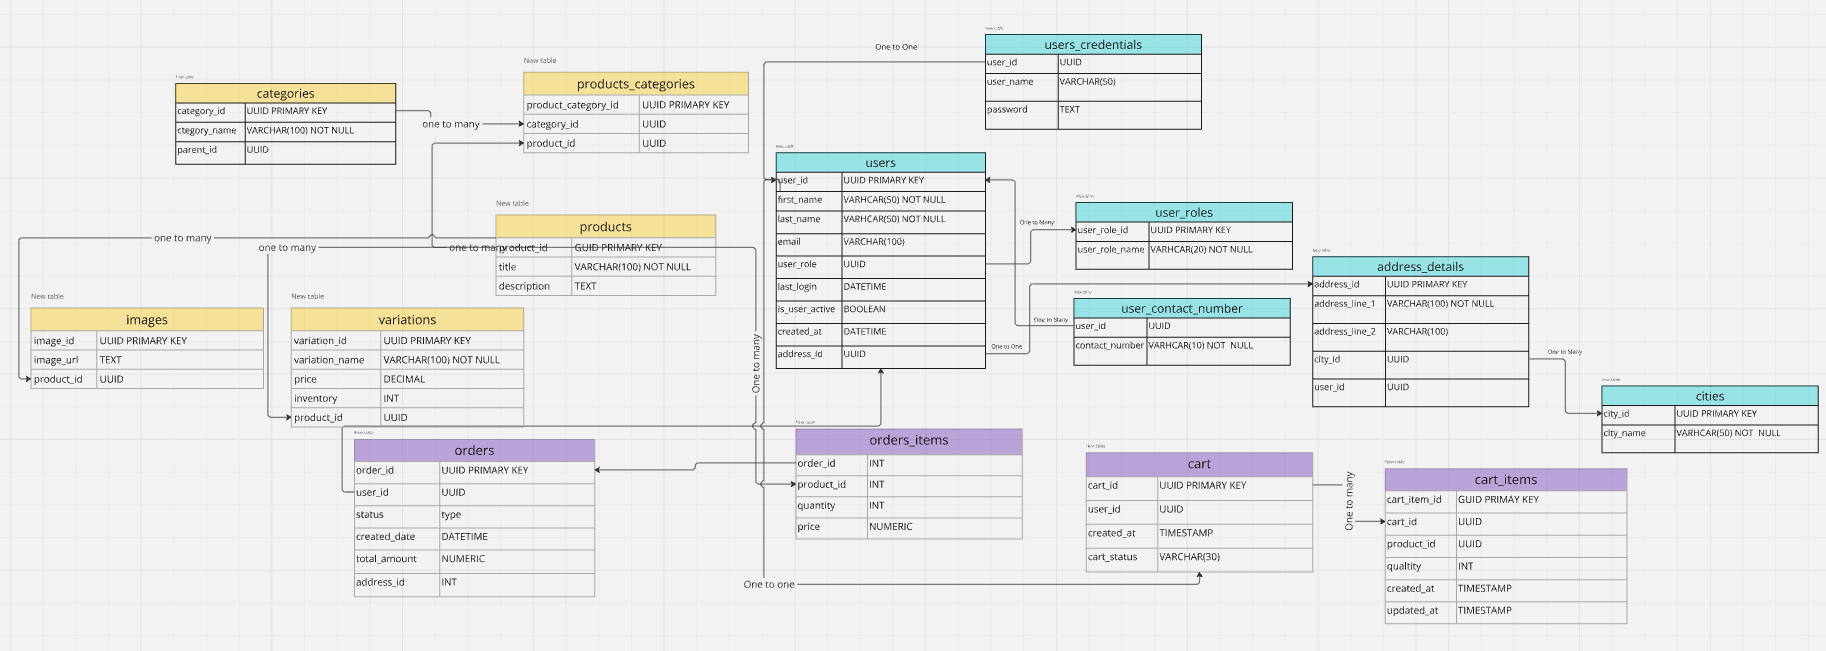 One to One
users_credentials
user_id UUID
user_name VARCHAR(50)
password TEXT
New table
categories
category_id UUID PRIMARY KEY
ctegory_name VARCHAR(100) NOT NULL
parent_id UUID
one to many
New table
products_categories
product_category_id UUID PRIMARY KEY
category_id UUID
product_id UUID
users
user_id UUID PRIMARY KEY
first_name VARHCAR(50) NOT NULL
last_name VARHCAR(50) NOT NULL
email VARCHAR(100)
user_role UUID
last_login DATETIME
is_user_active BOOLEAN
created_at DATETIME
address_id UUID
One to Many
user_roles
user_role_id UUID PRIMARY KEY
user_role_name VARHCAR(20) NOT NULL
New table
products
product_id GUID PRIMARY KEY
title VARCHAR(100) NOT NULL
description TEXT
one to many
one to many
one to many
address_details
address_id UUID PRIMARY KEY
address_line_1 VARCHAR(100) NOT NULL
address_line_2 VARCHAR(100)
city_id UUID
user_id UUID
user_contact_number
user_id UUID
contact_number VARHCAR(10) NOT NULL
One to Many
One to One
New table
images
image_id UUID PRIMARY KEY
image_url TEXT
product_id UUID
New table
variations
variation_id UUID PRIMARY KEY
variation_name VARCHAR(100) NOT NULL
price DECIMAL
inventory INT
product_id UUID
One to many
One to Many
cities
city_id UUID PRIMARY KEY
city_name VARHCAR(50) NOT NULL
orders
order_id UUID PRIMARY KEY
user_id UUID
status type
created_date DATETIME
total_amount NUMERIC
address_id INT
orders_items
order_id INT
product_id INT
quantity INT
price NUMERIC
One to one
cart
cart_id UUID PRIMARY KEY
user_id UUID
created_at TIMESTAMP
cart_status VARCHAR(30)
One to many
cart_items
cart_item_id GUID PRIMAY KEY
cart_id UUID
product_id UUID
qualtity INT
created_at TIMESTAMP
updated_at TIMESTAMP